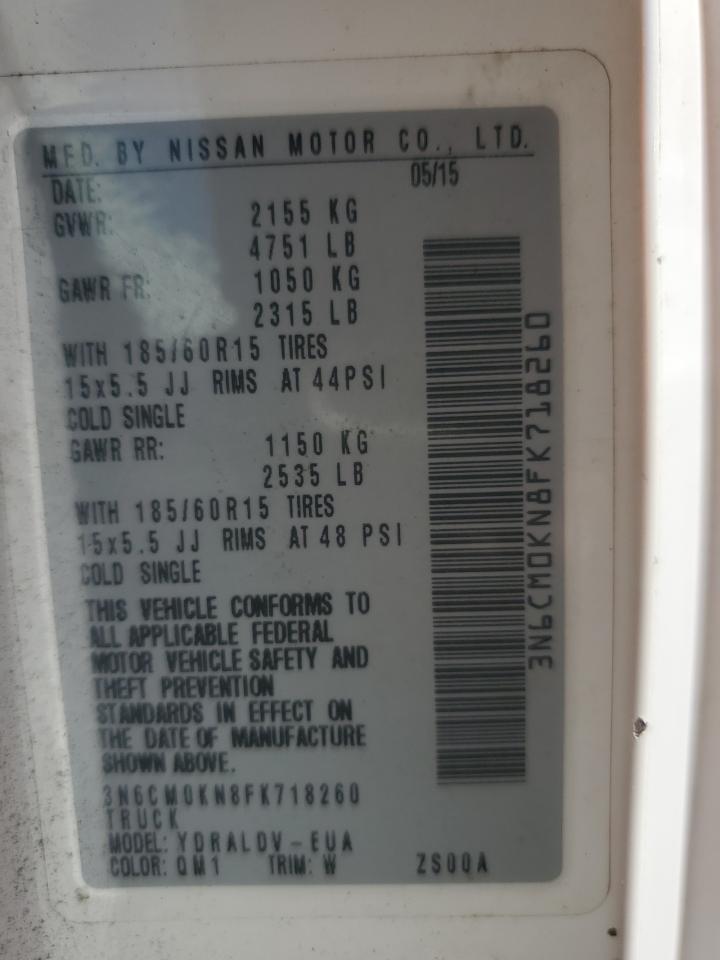 MFD. BY NISSAN MOTOR CO., LTD.
DATE: 05/15
GVWR: 2155 KG
4751 LB
GAWR FR: 1050 KG
2315 LB
WITH 185/60R15 TIRES
15x5.5 JJ RIMS AT 44PSI
COLD SINGLE
GAWR RR: 1150 KG
2535 LB
WITH 185/60R15 TIRES
15x5.5 JJ RIMS AT 48 PSI
COLD SINGLE
THIS VEHICLE CONFORMS TO
ALL APPLICABLE FEDERAL
MOTOR VEHICLE SAFETY AND
THEFT PREVENTION
STANDARDS IN EFFECT ON
THE DATE OF MANUFACTURE
SHOWN ABOVE.
3N6CM0KN8FK718260
TRUCK
MODEL: YDRALDV-EUA
COLOR: QM1 TRIM: W ZS00A
3N6CM0KN8FK718260